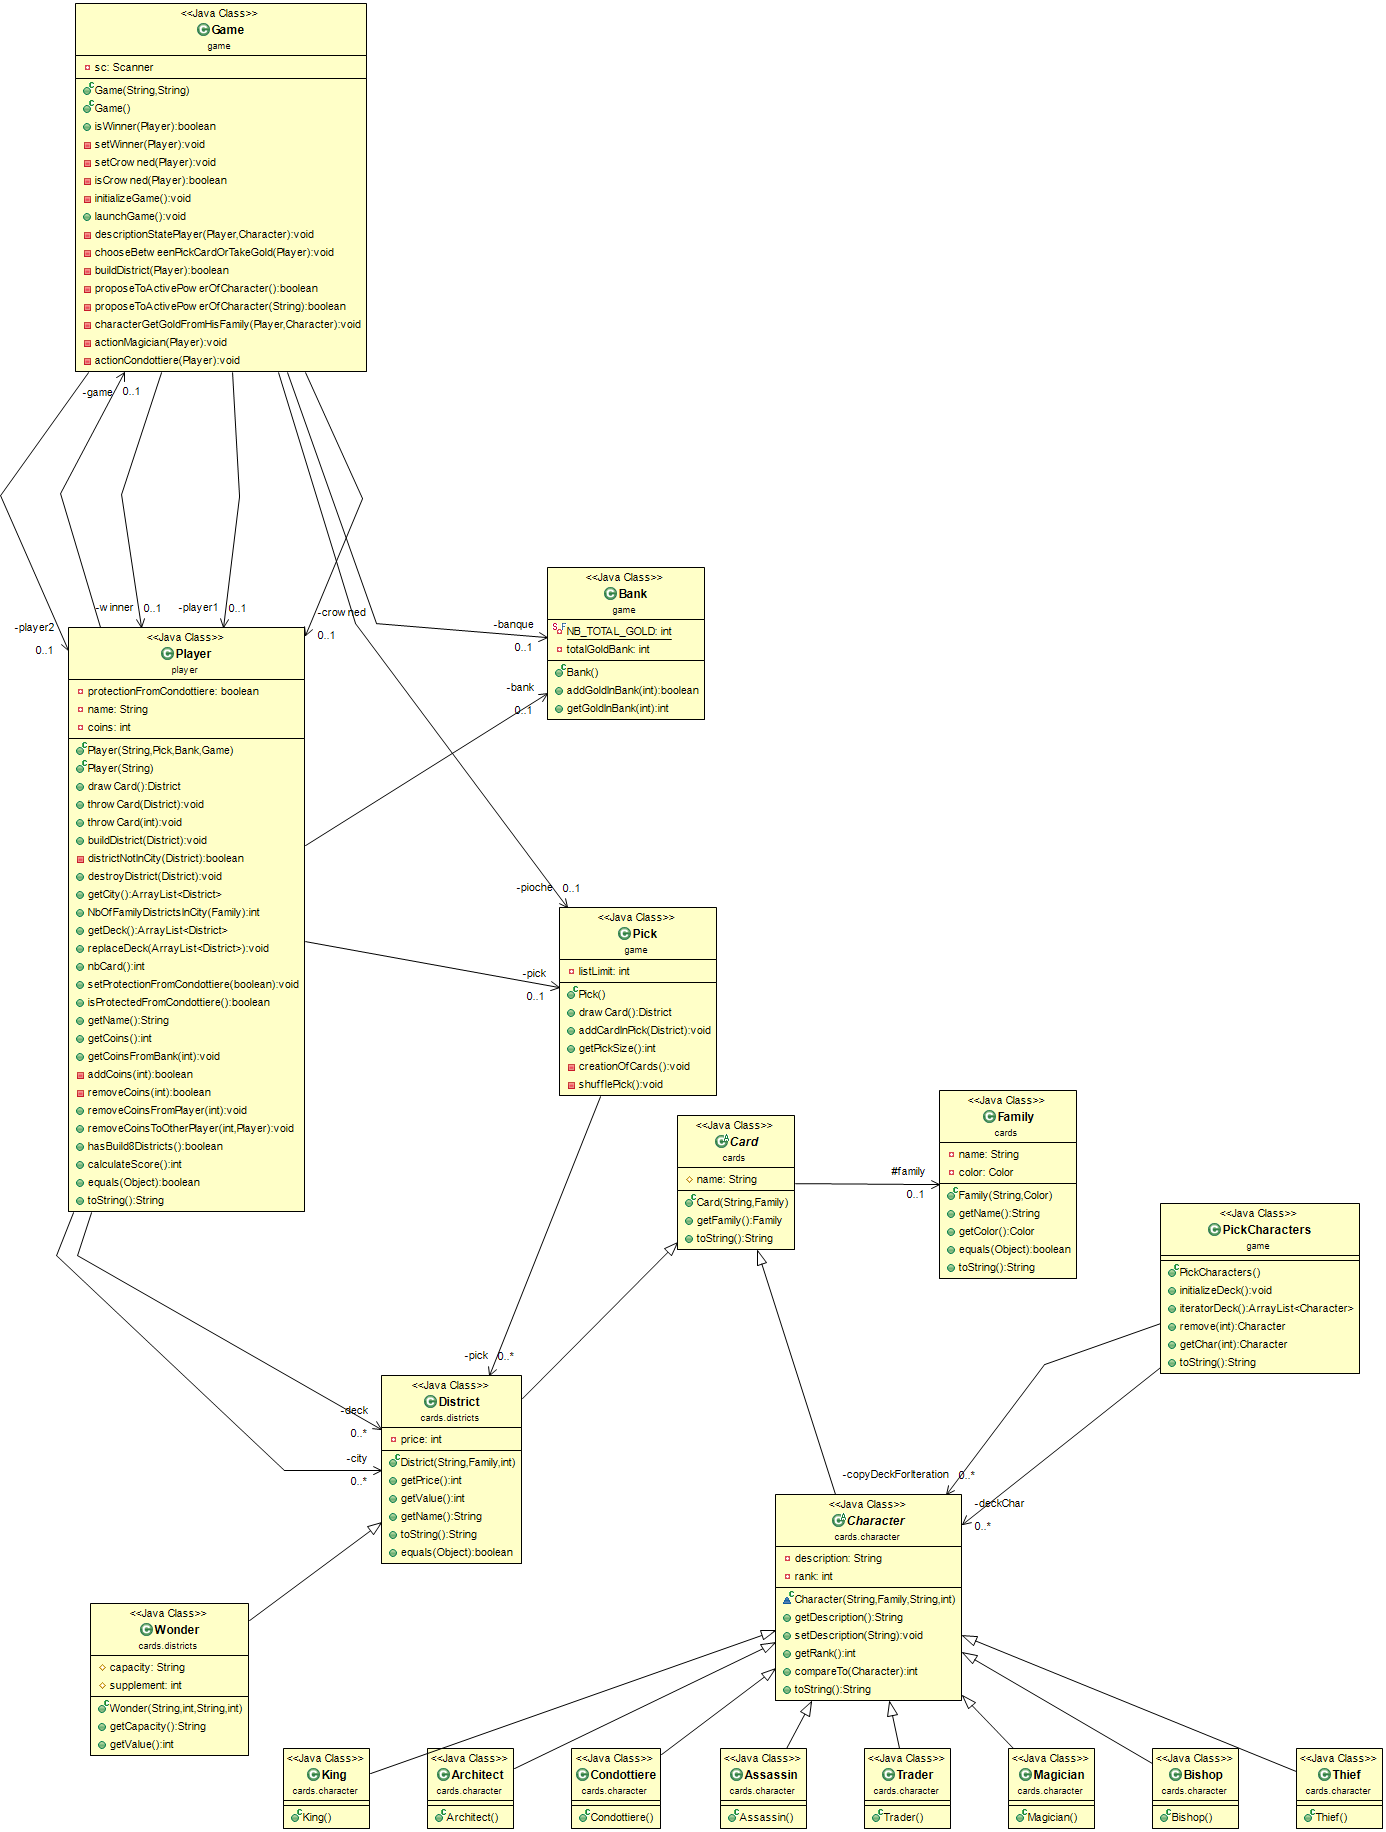 <<Java Class>>
Game
game
sc: Scanner
Game(String,String)
Game()
isWinner(Player):boolean
setWinner(Player):void
setCrowned(Player):void
isCrowned(Player):boolean
initializeGame():void
launchGame():void
descriptionStatePlayer(Player,Character):void
chooseBetweenPickCardOrTakeGold(Player):void
buildDistrict(Player):boolean
proposeToActivePowerOfCharacter():boolean
proposeToActivePowerOfCharacter(String):boolean
characterGetGoldFromHisFamily(Player,Character):void
actionMagician(Player):void
actionCondottiere(Player):void
-game 0..1
-player2
0..1
-winner 0..1
-player1 0..1
-crowned
0..1
-banque
0..1
-bank
0..1
-pioche 0..1
-pick
0..1
<<Java Class>>
Bank
game
NB_TOTAL_GOLD: int
totalGoldBank: int
Bank()
addGoldInBank(int):boolean
getGoldInBank(int):int
<<Java Class>>
Player
player
protectionFromCondottiere: boolean
name: String
coins: int
Player(String,Pick,Bank,Game)
Player(String)
drawCard():District
throwCard(District):void
throwCard(int):void
buildDistrict(District):void
districtNotInCity(District):boolean
destroyDistrict(District):void
getCity():ArrayList<District>
NbOfFamilyDistrictsInCity(Family):int
getDeck():ArrayList<District>
replaceDeck(ArrayList<District>):void
nbCard():int
setProtectionFromCondottiere(boolean):void
isProtectedFromCondottiere():boolean
getName():String
getCoins():int
getCoinsFromBank(int):void
addCoins(int):boolean
removeCoins(int):boolean
removeCoinsFromPlayer(int):void
removeCoinsToOtherPlayer(int,Player):void
hasBuild8Districts():boolean
calculateScore():int
equals(Object):boolean
toString():String
<<Java Class>>
Pick
game
listLimit: int
Pick()
drawCard():District
addCardInPick(District):void
getPickSize():int
creationOfCards():void
shufflePick():void
<<Java Class>>
Card
cards
name: String
Card(String,Family)
getFamily():Family
toString():String
#family
0..1
<<Java Class>>
Family
cards
name: String
color: Color
Family(String,Color)
getName():String
getColor():Color
equals(Object):boolean
toString():String
<<Java Class>>
PickCharacters
game
PickCharacters()
initializeDeck():void
iteratorDeck():ArrayList<Character>
remove(int):Character
getChar(int):Character
toString():String
-pick 0..*
-deck
0..*
-city
0..*
<<Java Class>>
District
cards.districts
price: int
District(String,Family,int)
getPrice():int
getValue():int
getName():String
toString():String
equals(Object):boolean
-copyDeckForIteration 0..*
-deckChar
0..*
<<Java Class>>
Character
cards.character
description: String
rank: int
Character(String,Family,String,int)
getDescription():String
setDescription(String):void
getRank():int
compareTo(Character):int
toString():String
<<Java Class>>
Wonder
cards.districts
capacity: String
supplement: int
Wonder(String,int,String,int)
getCapacity():String
getValue():int
<<Java Class>>
King
cards.character
King()
<<Java Class>>
Architect
cards.character
Architect()
<<Java Class>>
Condottiere
cards.character
Condottiere()
<<Java Class>>
Assassin
cards.character
Assassin()
<<Java Class>>
Trader
cards.character
Trader()
<<Java Class>>
Magician
cards.character
Magician()
<<Java Class>>
Bishop
cards.character
Bishop()
<<Java Class>>
Thief
cards.character
Thief()